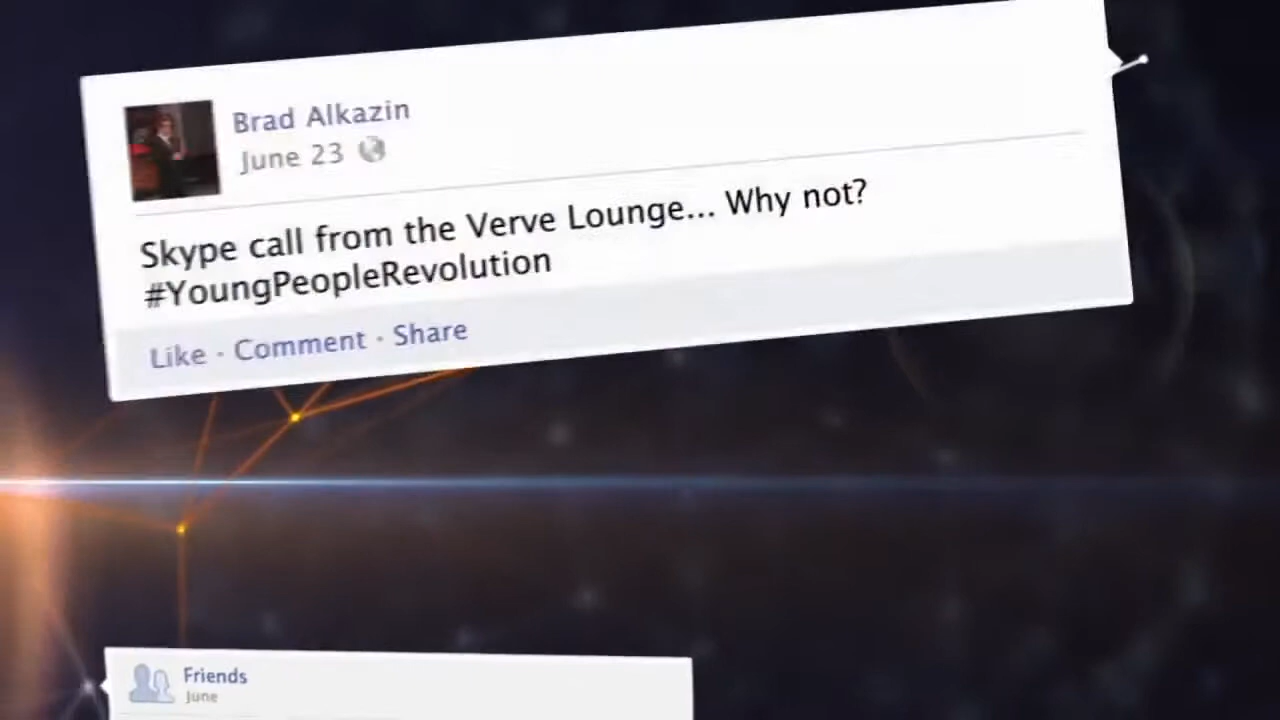 Brad Alkazin
June 23
Skype call from the Verve Lounge... Why not?
#YoungPeopleRevolution
Like · Comment · Share
Friends
June